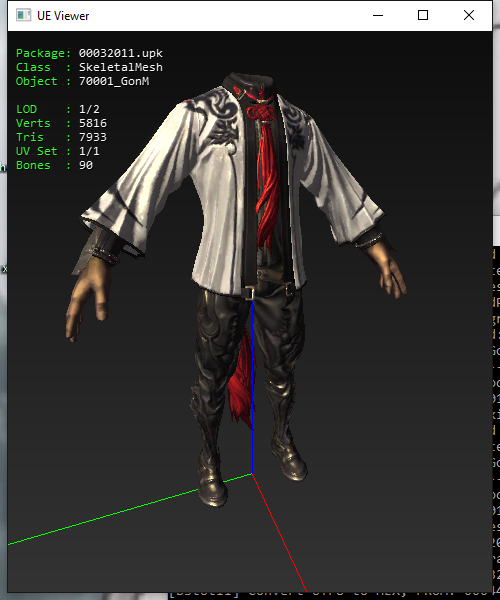 UE Viewer
Package: 00032011.upk
Class : SkeletalMesh
Object : 70001_GonM
LOD : 1/2
Verts : 5816
Tris : 7933
UV Set : 1/1
Bones : 90